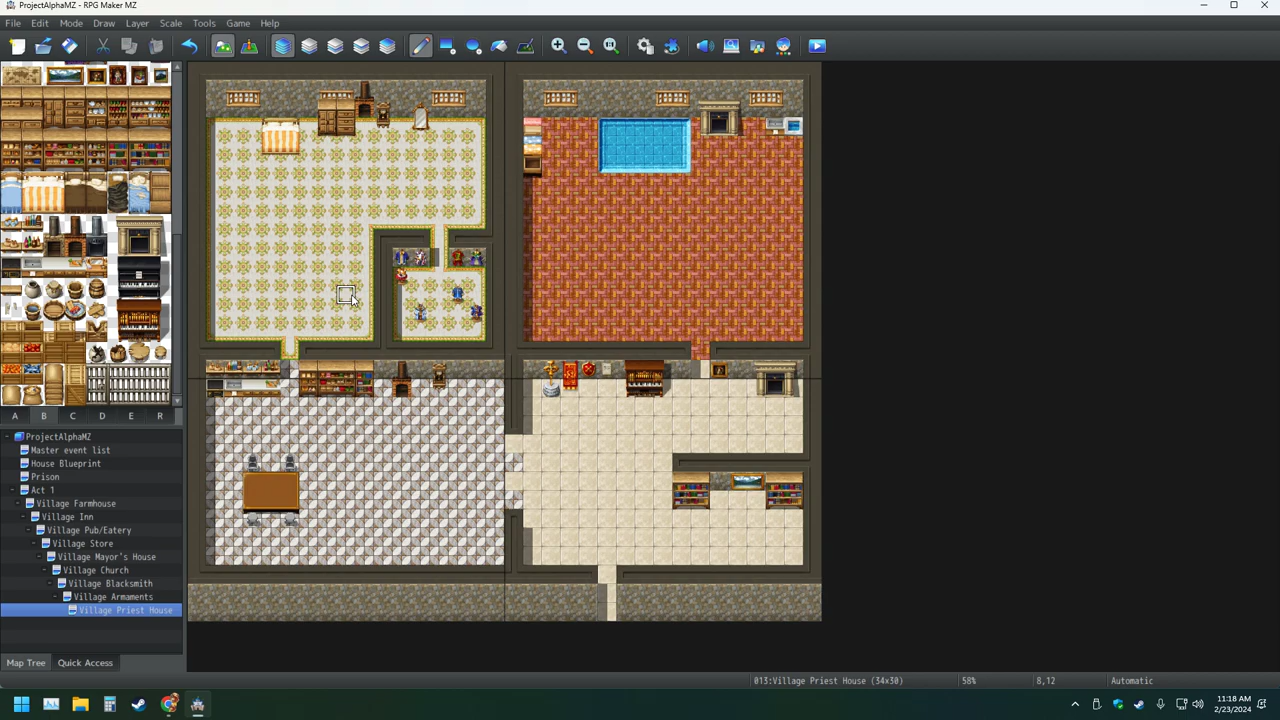 ProjectAlphaMZ - RPG Maker MZ
File Edit Mode Draw Layer Scale Tools Game Help
A B C D E R
ProjectAlphaMZ
Master event list
House Blueprint
Prison
Act 1
Village Farmhouse
Village Inn
Village Pub/Eatery
Village Store
Village Mayor's House
Village Church
Village Blacksmith
Village Armaments
Village Priest House
Map Tree Quick Access
013:Village Priest House (34x30) 58% 8,12 Automatic
11:18 AM
2/23/2024